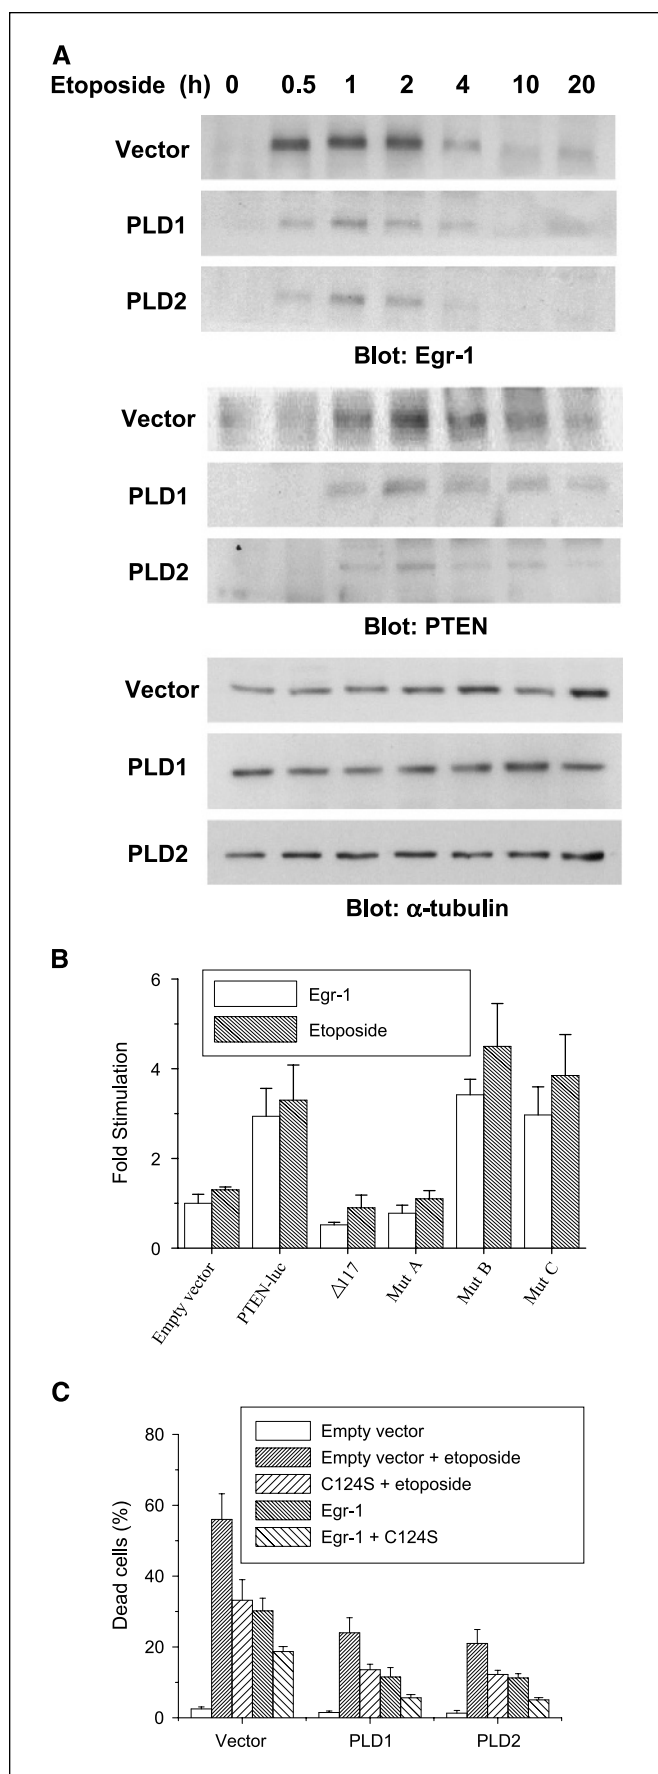 A
Etoposide (h) 0 0.5 1 2 4 10 20
Vector
PLD1
PLD2
Blot: Egr-1
Vector
PLD1
PLD2
Blot: PTEN
Vector
PLD1
PLD2
Blot: α-tubulin
B
Fold Stimulation
6
4
2
0
Egr-1
Etoposide
Empty vector
PTEN-luc
Δ117
Mut A
Mut B
Mut C
C
Dead cells (%)
80
60
40
20
0
Empty vector
Empty vector + etoposide
C124S + etoposide
Egr-1
Egr-1 + C124S
Vector PLD1 PLD2